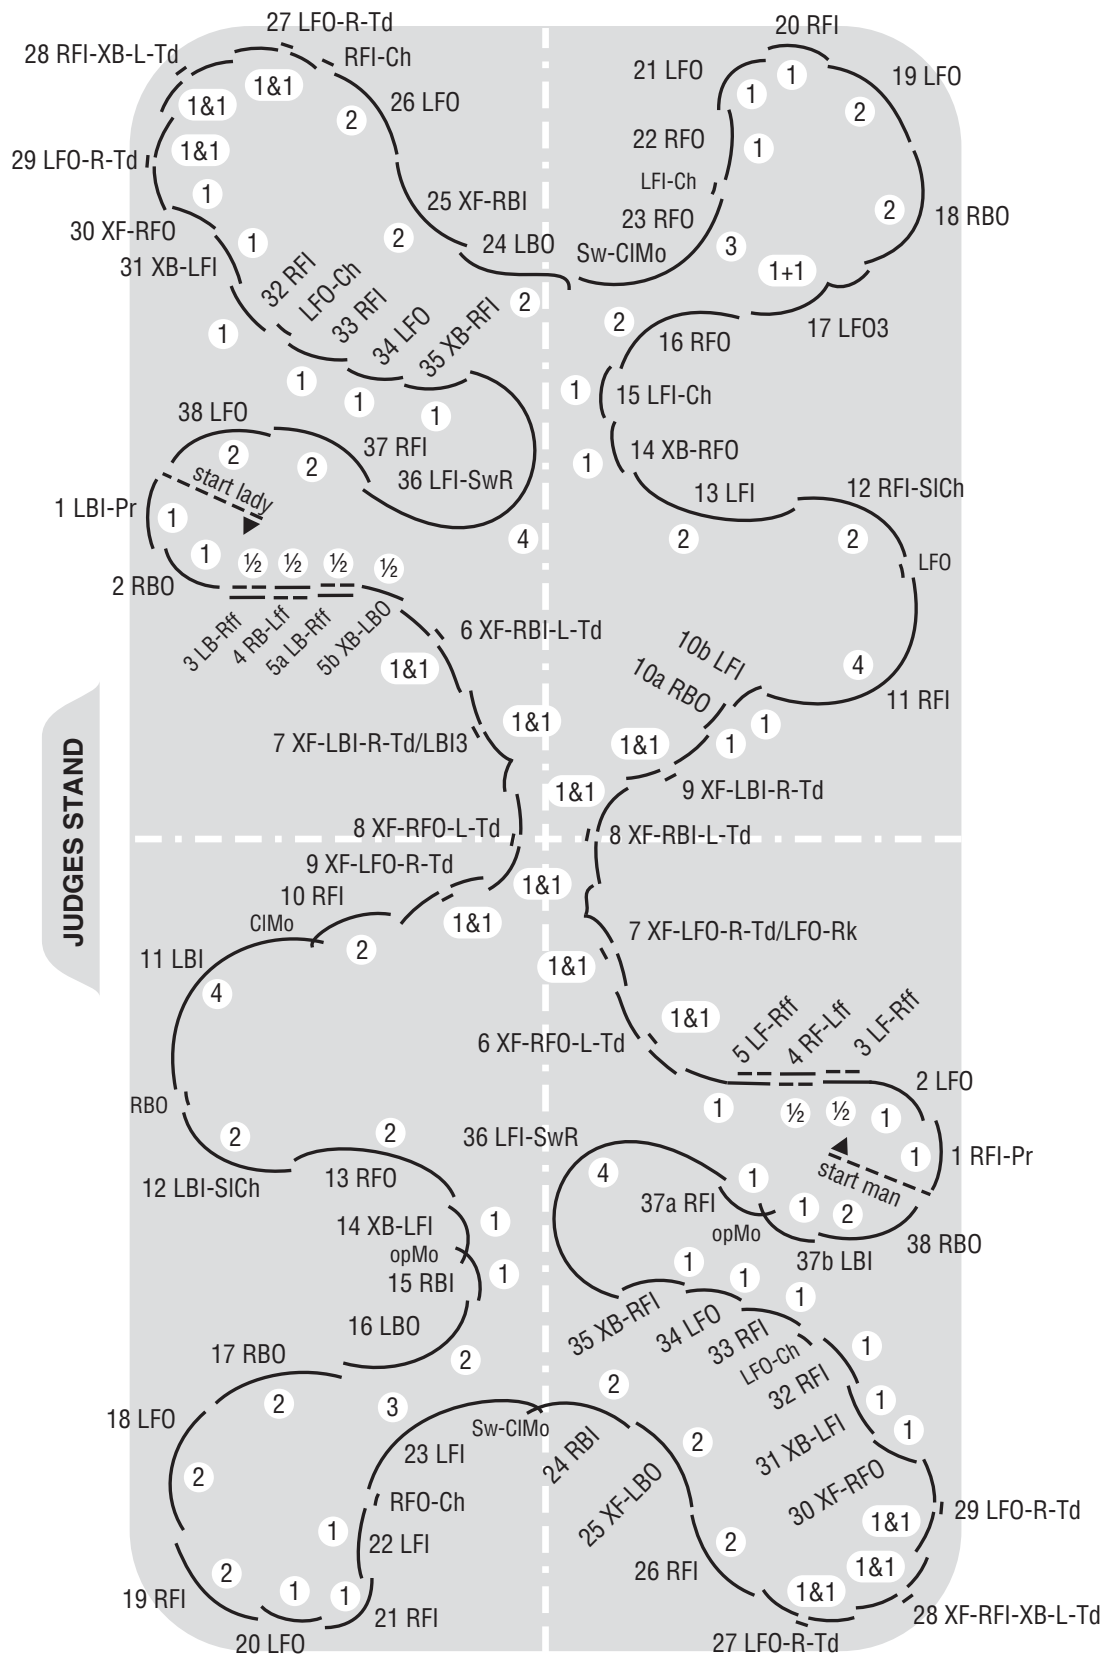 27 LFO-R-Td
20 RFI
28 RFI-XB-L-Td
RFI-Ch
21 LFO
1
19 LFO
1&1
1&1
26 LFO
1
2
2
22 RFO
1
29 LFO-R-Td
1&1
LFI-Ch
1
25 XF-RBI
23 RFO
2
18 RBO
30 XF-RFO
1
2
24 LBO
Sw-ClMo
3
31 XB-LFI
32 RFI
1+1
LFO-Ch
33 RFI
2
17 LFO3
34 LFO
2
16 RFO
1
35 XB-RFI
1
1
1
1
15 LFI-Ch
38 LFO
37 RFI
14 XB-RFO
2
2
1
36 LFI-SwR
13 LFI
12 RFI-SlCh
start lady
1 LBI-Pr
1
4
2
2
1
½
½
½
½
LFO
2 RBO
3 LB-Rff
4 RB-Lff
5a LB-Rff
5b XB-LBO
6 XF-RBI-L-Td
1&1
10b LFI
10a RBO
4
11 RFI
1&1
1
1&1
1
7 XF-LBI-R-Td/LBI3
JUDGES STAND
1&1
9 XF-LBI-R-Td
8 XF-RFO-L-Td
8 XF-RBI-L-Td
9 XF-LFO-R-Td
1&1
10 RFI
1&1
ClMo
2
7 XF-LFO-R-Td/LFO-Rk
11 LBI
1&1
4
1&1
5 LF-Rff
4 RF-Lff
3 LF-Rff
6 XF-RFO-L-Td
2 LFO
RBO
1
½
½
1
2
2
36 LFI-SwR
1
1 RFI-Pr
12 LBI-SlCh
13 RFO
4
1
start man
37a RFI
1
2
14 XB-LFI
1
opMo
38 RBO
opMo
37b LBI
15 RBI
1
1
1
1
16 LBO
35 XB-RFI
34 LFO
33 RFI
LFO-Ch
32 RFI
1
17 RBO
2
2
2
3
1
18 LFO
Sw-ClMo
1
23 LFI
24 RBI
2
31 XB-LFI
2
25 XF-LBO
30 XF-RFO
RFO-Ch
29 LFO-R-Td
1
1&1
22 LFI
2
26 RFI
1&1
2
1
1
1&1
19 RFI
21 RFI
28 XF-RFI-XB-L-Td
20 LFO
27 LFO-R-Td